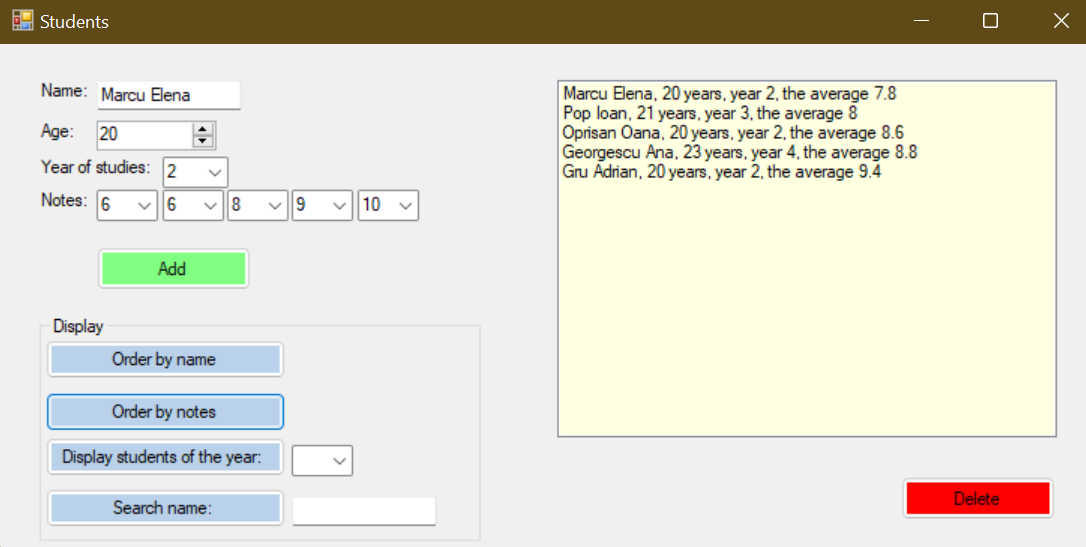 Students
Name: Marcu Elena
Age: 20
Year of studies: 2
Notes: 6 6 8 9 10
Add
Display
Order by name
Order by notes
Display students of the year:
Search name:
Marcu Elena, 20 years, year 2, the average 7.8
Pop Ioan, 21 years, year 3, the average 8
Oprisan Oana, 20 years, year 2, the average 8.6
Georgescu Ana, 23 years, year 4, the average 8.8
Gru Adrian, 20 years, year 2, the average 9.4
Delete